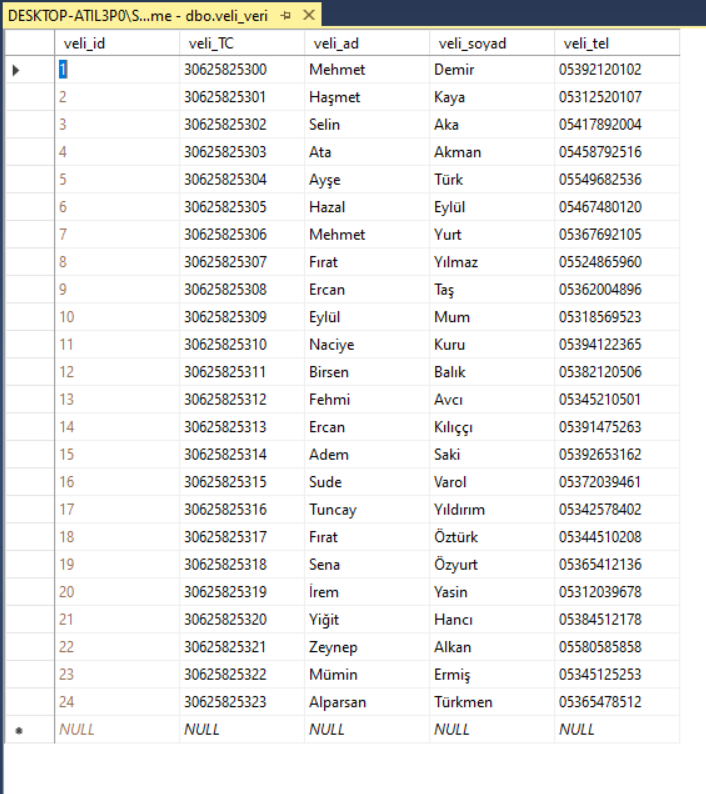 DESKTOP-ATIL3P0\S...me - dbo.veli_veri
veli_id veli_TC veli_ad veli_soyad veli_tel
1 30625825300 Mehmet Demir 05392120102
2 30625825301 Haşmet Kaya 05312520107
3 30625825302 Selin Aka 05417892004
4 30625825303 Ata Akman 05458792516
5 30625825304 Ayşe Türk 05549682536
6 30625825305 Hazal Eylül 05467480120
7 30625825306 Mehmet Yurt 05367692105
8 30625825307 Fırat Yılmaz 05524865960
9 30625825308 Ercan Taş 05362004896
10 30625825309 Eylül Mum 05318569523
11 30625825310 Naciye Kuru 05394122365
12 30625825311 Birsen Balık 05382120506
13 30625825312 Fehmi Avcı 05345210501
14 30625825313 Ercan Kılıççı 05391475263
15 30625825314 Adem Saki 05392653162
16 30625825315 Sude Varol 05372039461
17 30625825316 Tuncay Yıldırım 05342578402
18 30625825317 Fırat Öztürk 05344510208
19 30625825318 Sena Özyurt 05365412136
20 30625825319 İrem Yasin 05312039678
21 30625825320 Yiğit Hancı 05384512178
22 30625825321 Zeynep Alkan 05580585858
23 30625825322 Mümin Ermiş 05345125253
24 30625825323 Alparsan Türkmen 05365478512
NULL NULL NULL NULL NULL